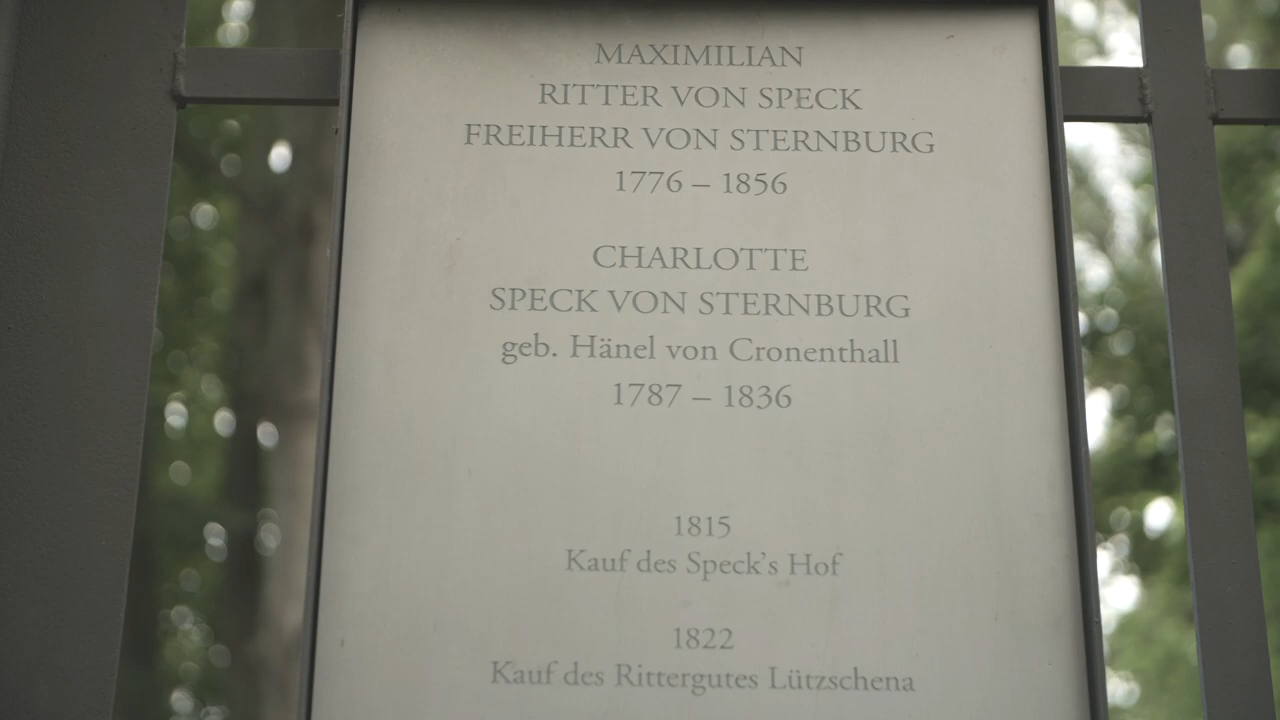 MAXIMILIAN
RITTER VON SPECK
FREIHERR VON STERNBURG
1776 – 1856
CHARLOTTE
SPECK VON STERNBURG
geb. Hänel von Cronenthall
1787 – 1836
1815
Kauf des Speck’s Hof
1822
Kauf des Rittergutes Lützschena